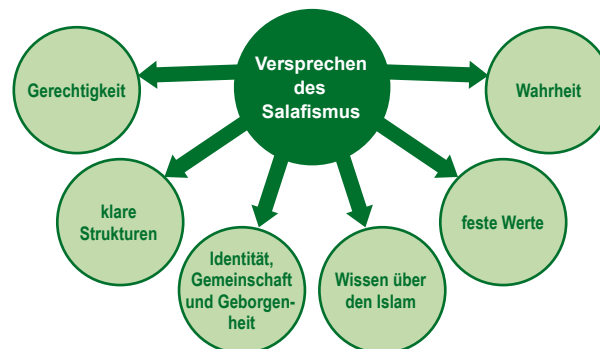 Versprechen
des
Salafismus
Gerechtigkeit
klare
Strukturen
Identität,
Gemeinschaft
und Geborgen-
heit
Wissen über
den Islam
feste Werte
Wahrheit